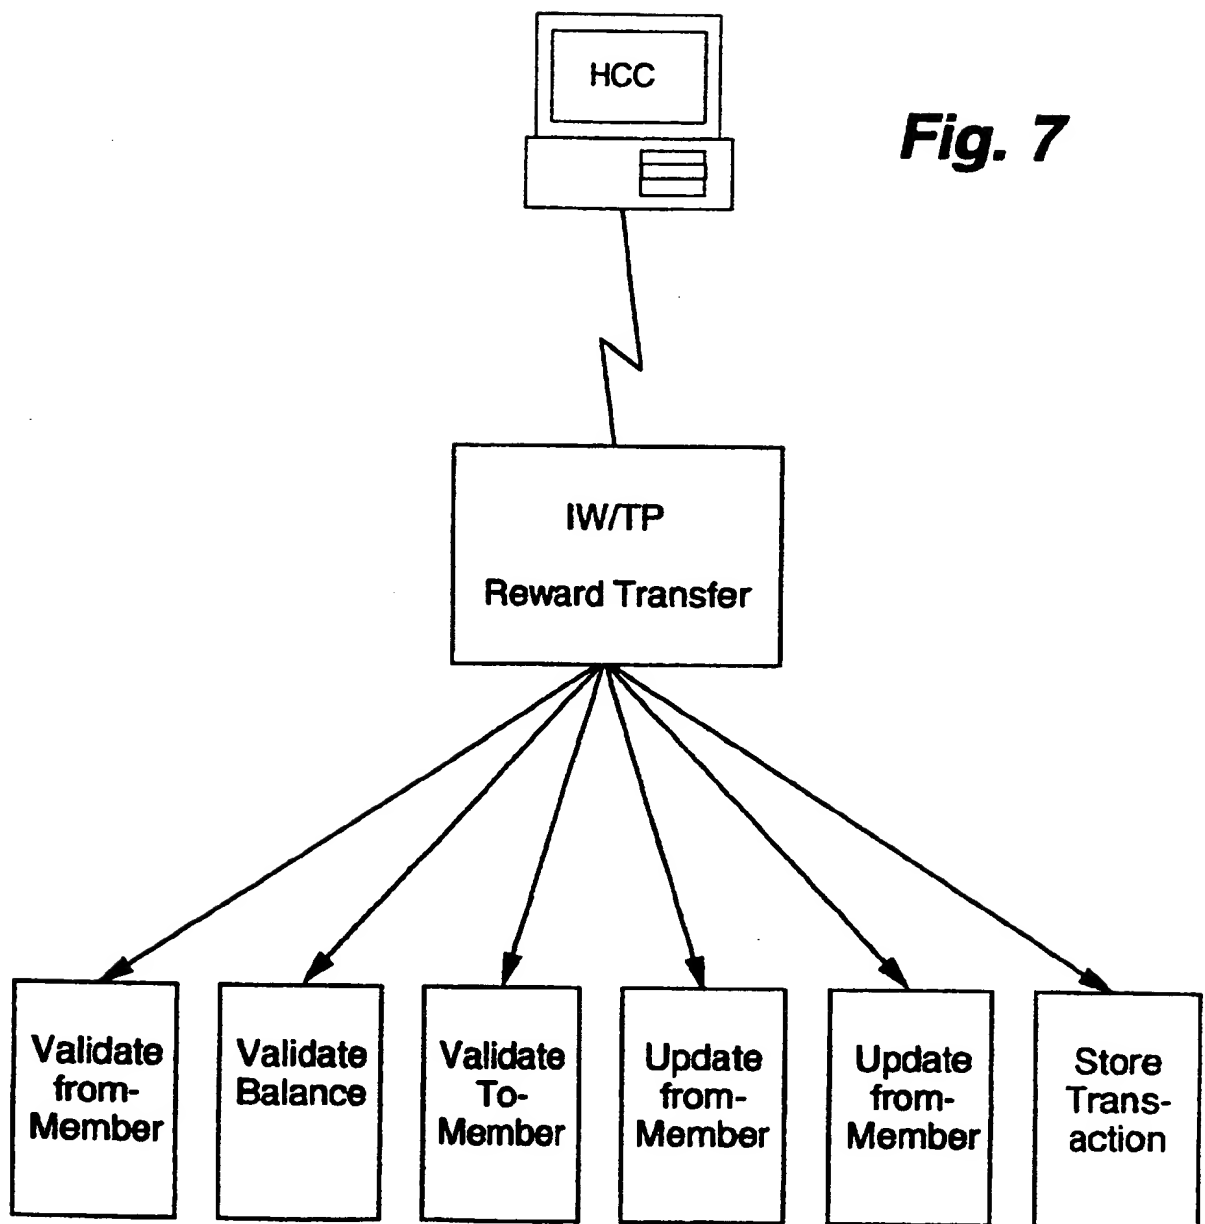 HCC
Fig. 7
IW/TP
Reward Transfer
Validate
from-
Member
Validate
Balance
Validate
To-
Member
Update
from-
Member
Update
from-
Member
Store
Trans-
action